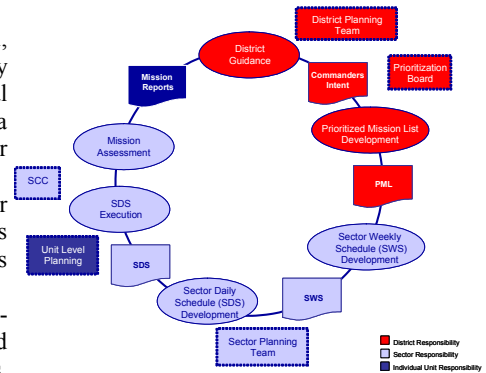 District Planning
Team
District
Guidance
Mission
Reports
Commanders
Intent
Prioritization
Board
Prioritized Mission List
Development
Mission
Assessment
SCC
PML
SDS
Execution
Unit Level
Planning
Sector Weekly
Schedule (SWS)
Development
SDS
Sector Daily
Schedule (SDS)
Development
SWS
Sector Planning
Team
District Responsibility
Sector Responsibility
Individual Unit Responsibility